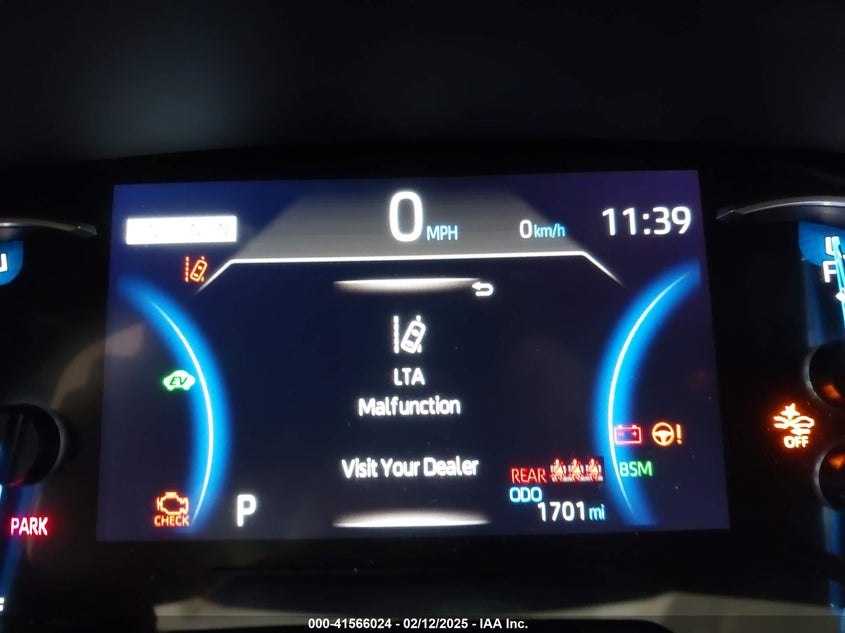 0 MPH
0 km/h
11:39
LTA
Malfunction
Visit Your Dealer
EV
OFF
REAR
BSM
ODO
1701 mi
CHECK
P
PARK
000-41566024 - 02/12/2025 - IAA Inc.